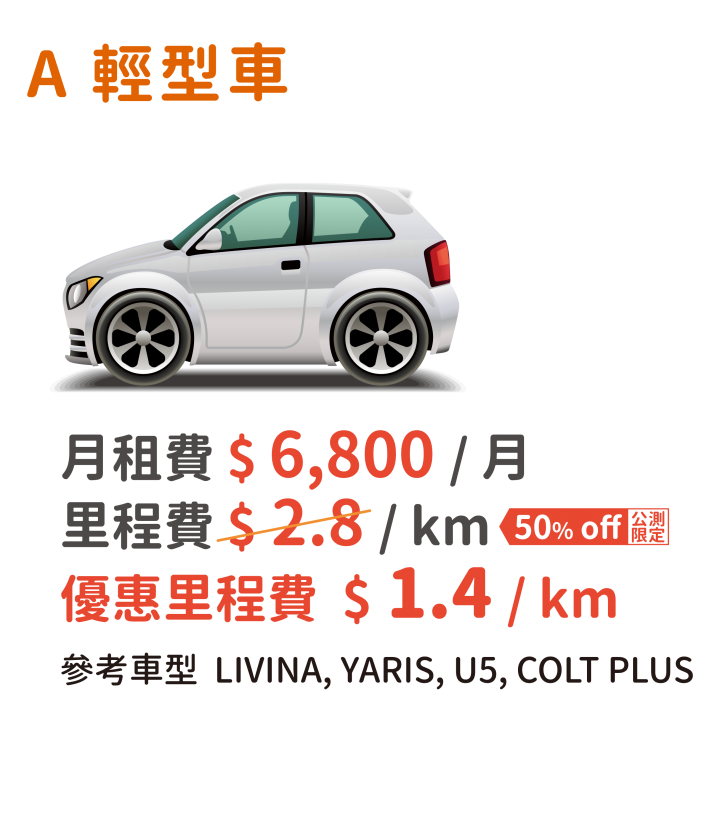 A 輕型車
月租費 $ 6,800 / 月
里程費 $ 2.8 / km 50% off 公測限定
優惠里程費 $ 1.4 / km
參考車型 LIVINA, YARIS, U5, COLT PLUS